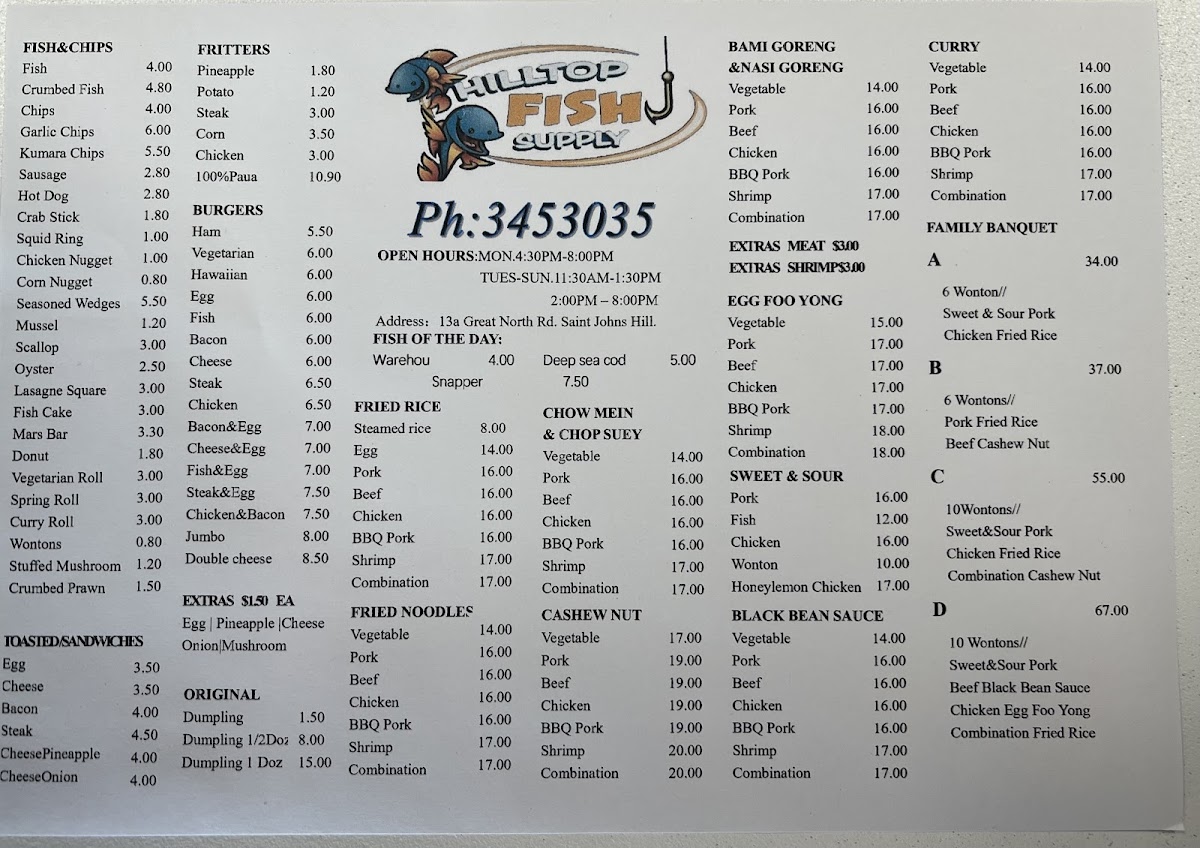 FISH&CHIPS
Fish 4.00
Crumbed Fish 4.80
Chips 4.00
Garlic Chips 6.00
Kumara Chips 5.50
Sausage 2.80
Hot Dog 2.80
Crab Stick 1.80
Squid Ring 1.00
Chicken Nugget 1.00
Corn Nugget 0.80
Seasoned Wedges 5.50
Mussel 1.20
Scallop 3.00
Oyster 2.50
Lasagne Square 3.00
Fish Cake 3.00
Mars Bar 3.30
Donut 1.80
Vegetarian Roll 3.00
Spring Roll 3.00
Curry Roll 3.00
Wontons 0.80
Stuffed Mushroom 1.20
Crumbed Prawn 1.50
TOASTED/SANDWICHES
Egg 3.50
Cheese 3.50
Bacon 4.00
Steak 4.50
CheesePineapple 4.00
CheeseOnion 4.00
FRITTERS
Pineapple 1.80
Potato 1.20
Steak 3.00
Corn 3.50
Chicken 3.00
100%Paua 10.90
BURGERS
Ham 5.50
Vegetarian 6.00
Hawaiian 6.00
Egg 6.00
Fish 6.00
Bacon 6.00
Cheese 6.00
Steak 6.50
Chicken 6.50
Bacon&Egg 7.00
Cheese&Egg 7.00
Fish&Egg 7.00
Steak&Egg 7.50
Chicken&Bacon 7.50
Jumbo 8.00
Double cheese 8.50
EXTRAS $1.50 EA
Egg | Pineapple |Cheese
Onion|Mushroom
ORIGINAL
Dumpling 1.50
Dumpling 1/2Doz 8.00
Dumpling 1 Doz 15.00
HILLTOP
FISH
SUPPLY
Ph:3453035
OPEN HOURS:MON.4:30PM-8:00PM
TUES-SUN.11:30AM-1:30PM
2:00PM – 8:00PM
Address: 13a Great North Rd. Saint Johns Hill.
FISH OF THE DAY:
Warehou 4.00 Deep sea cod 5.00
Snapper 7.50
FRIED RICE
Steamed rice 8.00
Egg 14.00
Pork 16.00
Beef 16.00
Chicken 16.00
BBQ Pork 16.00
Shrimp 17.00
Combination 17.00
FRIED NOODLES
Vegetable 14.00
Pork 16.00
Beef 16.00
Chicken 16.00
BBQ Pork 16.00
Shrimp 17.00
Combination 17.00
CHOW MEIN
& CHOP SUEY
Vegetable 14.00
Pork 16.00
Beef 16.00
Chicken 16.00
BBQ Pork 16.00
Shrimp 17.00
Combination 17.00
CASHEW NUT
Vegetable 17.00
Pork 19.00
Beef 19.00
Chicken 19.00
BBQ Pork 19.00
Shrimp 20.00
Combination 20.00
BAMI GORENG
&NASI GORENG
Vegetable 14.00
Pork 16.00
Beef 16.00
Chicken 16.00
BBQ Pork 16.00
Shrimp 17.00
Combination 17.00
EXTRAS MEAT $3.00
EXTRAS SHRIMP$3.00
EGG FOO YONG
Vegetable 15.00
Pork 17.00
Beef 17.00
Chicken 17.00
BBQ Pork 17.00
Shrimp 18.00
Combination 18.00
SWEET & SOUR
Pork 16.00
Fish 12.00
Chicken 16.00
Wonton 10.00
Honeylemon Chicken 17.00
BLACK BEAN SAUCE
Vegetable 14.00
Pork 16.00
Beef 16.00
Chicken 16.00
BBQ Pork 16.00
Shrimp 17.00
Combination 17.00
CURRY
Vegetable 14.00
Pork 16.00
Beef 16.00
Chicken 16.00
BBQ Pork 16.00
Shrimp 17.00
Combination 17.00
FAMILY BANQUET
A 34.00
6 Wonton//
Sweet & Sour Pork
Chicken Fried Rice
B 37.00
6 Wontons//
Pork Fried Rice
Beef Cashew Nut
C 55.00
10Wontons//
Sweet&Sour Pork
Chicken Fried Rice
Combination Cashew Nut
D 67.00
10 Wontons//
Sweet&Sour Pork
Beef Black Bean Sauce
Chicken Egg Foo Yong
Combination Fried Rice